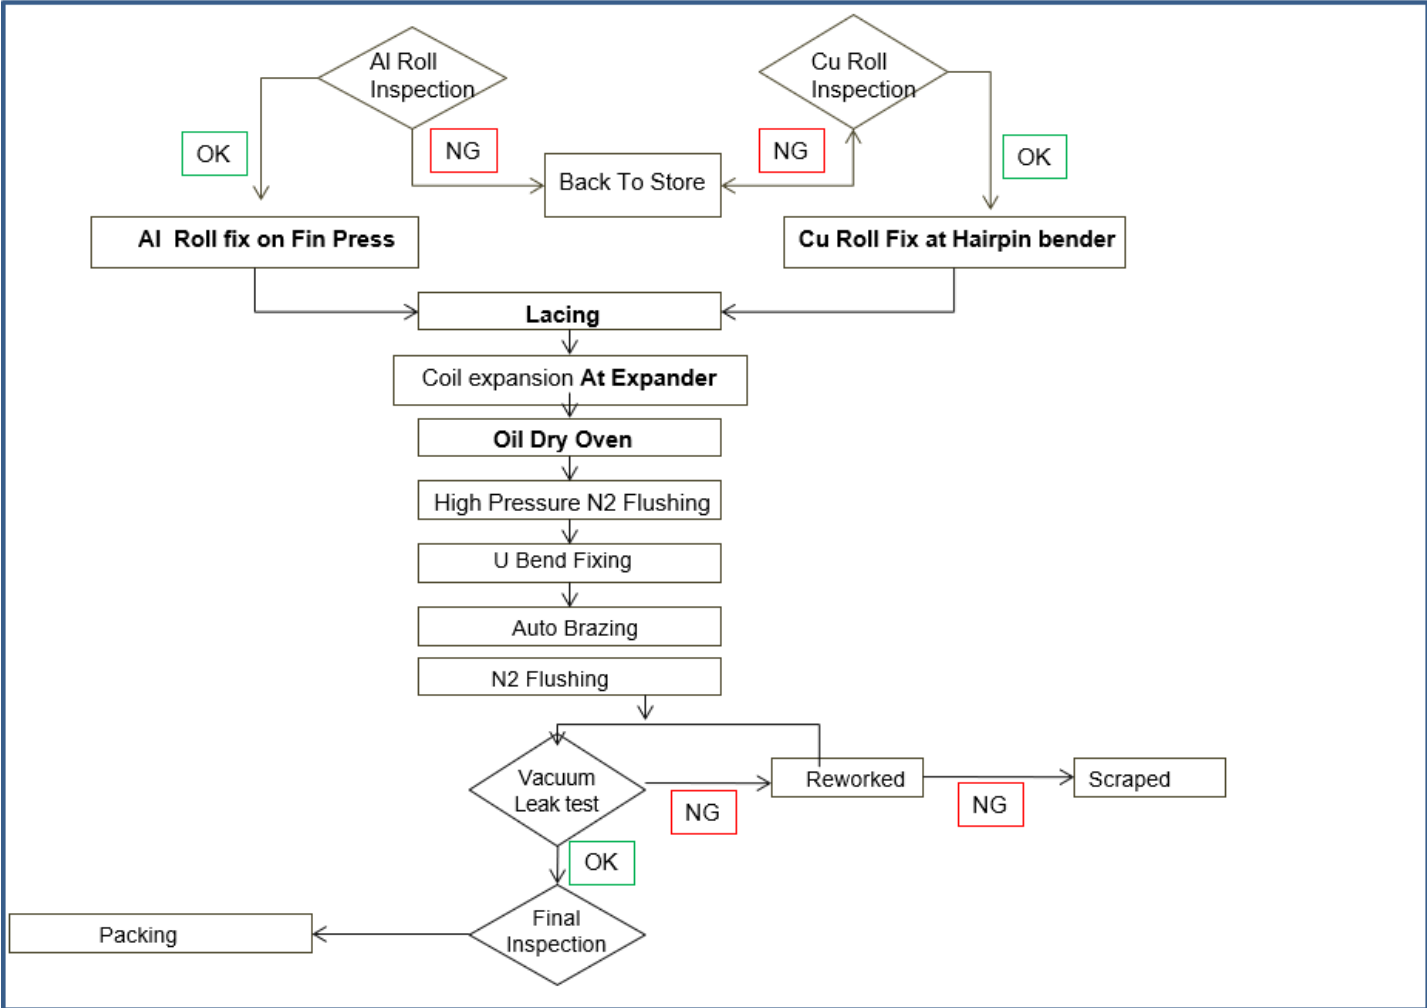 Al Roll
Inspection
Cu Roll
Inspection
OK
NG
Back To Store
NG
OK
Al Roll fix on Fin Press
Cu Roll Fix at Hairpin bender
Lacing
Coil expansion At Expander
Oil Dry Oven
High Pressure N2 Flushing
U Bend Fixing
Auto Brazing
N2 Flushing
Vacuum
Leak test
NG
Reworked
NG
Scraped
OK
Final
Inspection
Packing